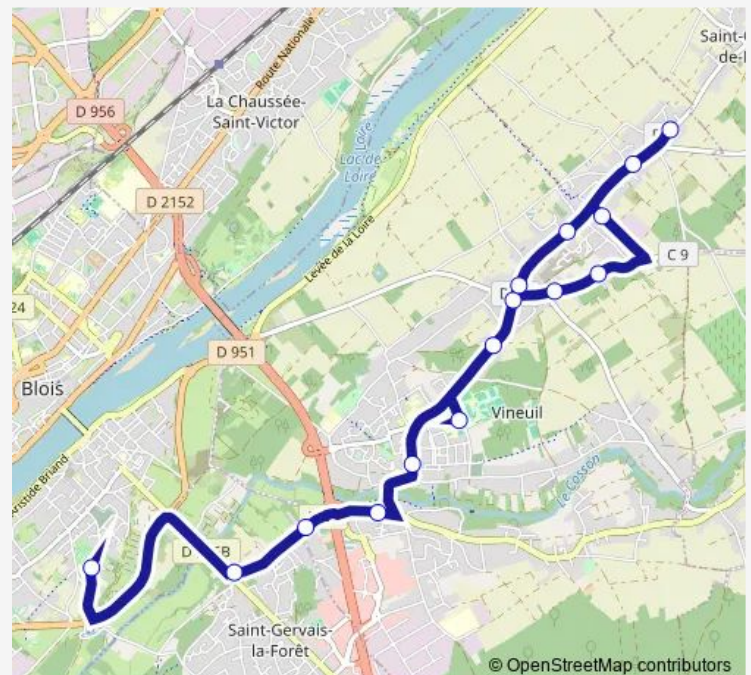 Saint-
de-
La Chaussée-
Saint-Victor
Route Nationale
D 956
Loire
Lac de
Loire
D 2152
Levée de la Loire
C 9
24
D 951
Blois
Vineuil
Aristide Briand
Le Cosson
Saint-Gervais-
la-Forêt
© OpenStreetMap contributors